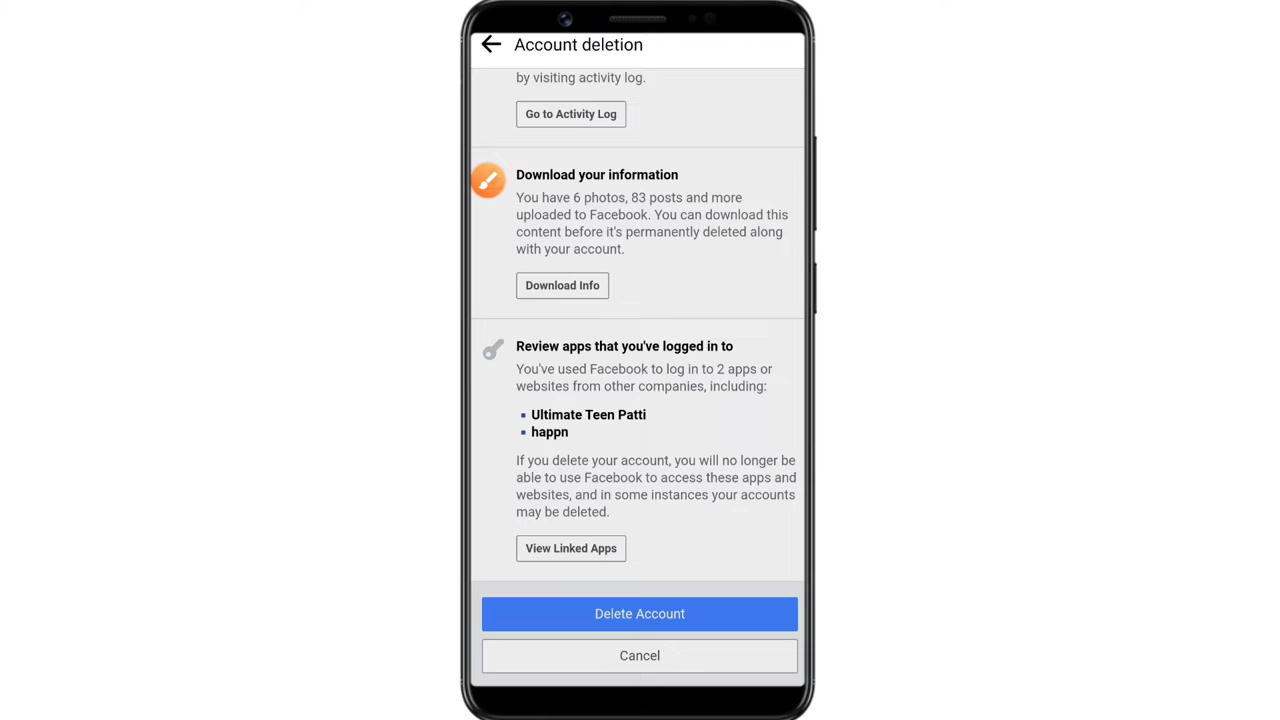 Account deletion
by visiting activity log.
Go to Activity Log
Download your information
You have 6 photos, 83 posts and more
uploaded to Facebook. You can download this
content before it's permanently deleted along
with your account.
Download Info
Review apps that you've logged in to
You've used Facebook to log in to 2 apps or
websites from other companies, including:
Ultimate Teen Patti
happn
If you delete your account, you will no longer be
able to use Facebook to access these apps and
websites, and in some instances your accounts
may be deleted.
View Linked Apps
Delete Account
Cancel